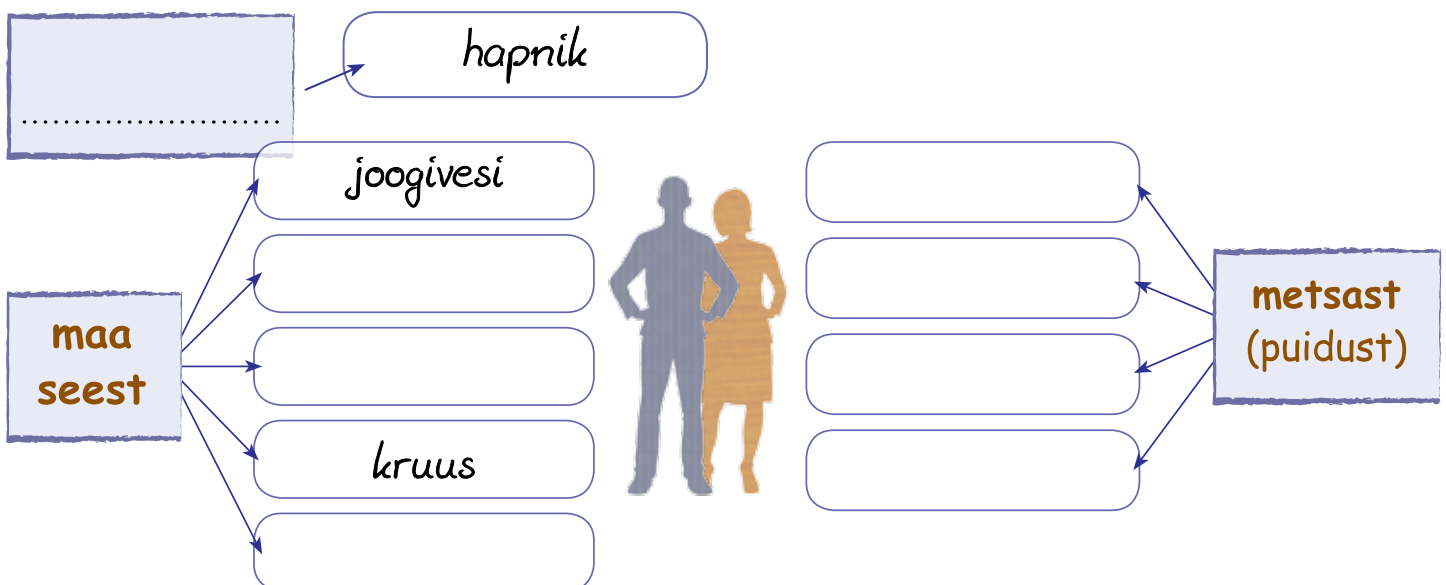 hapnik
..........................
joogivesi
maa
seest
kruus
metsast
(puidust)